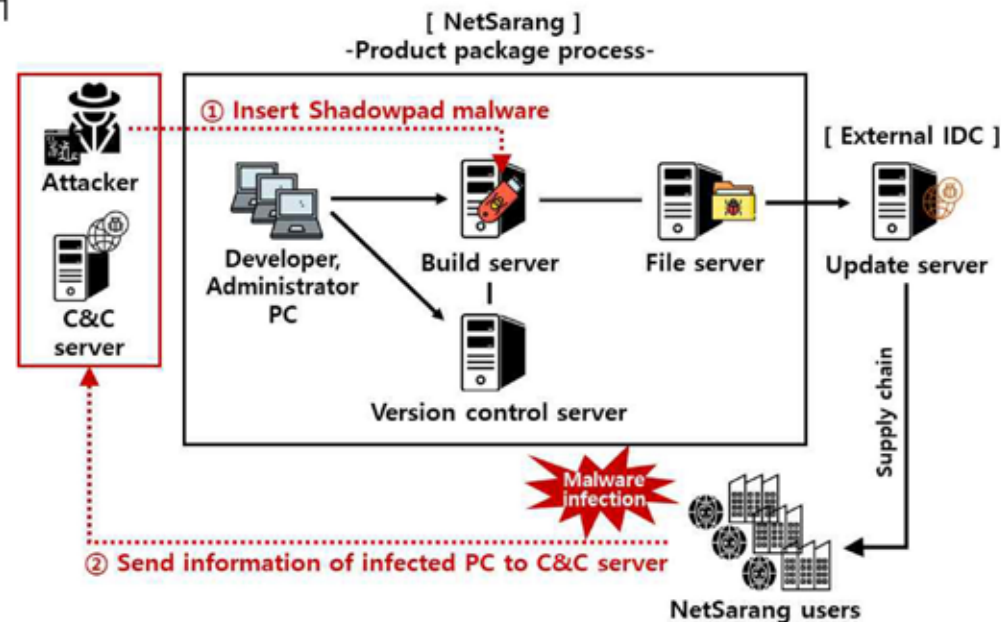 [ NetSarang ]
-Product package process-
① Insert Shadowpad malware
[ External IDC ]
Attacker
Developer,
Administrator
PC
Build server
File server
Update server
C&C
server
Version control server
Supply chain
Malware
infection
② Send information of infected PC to C&C server
NetSarang users